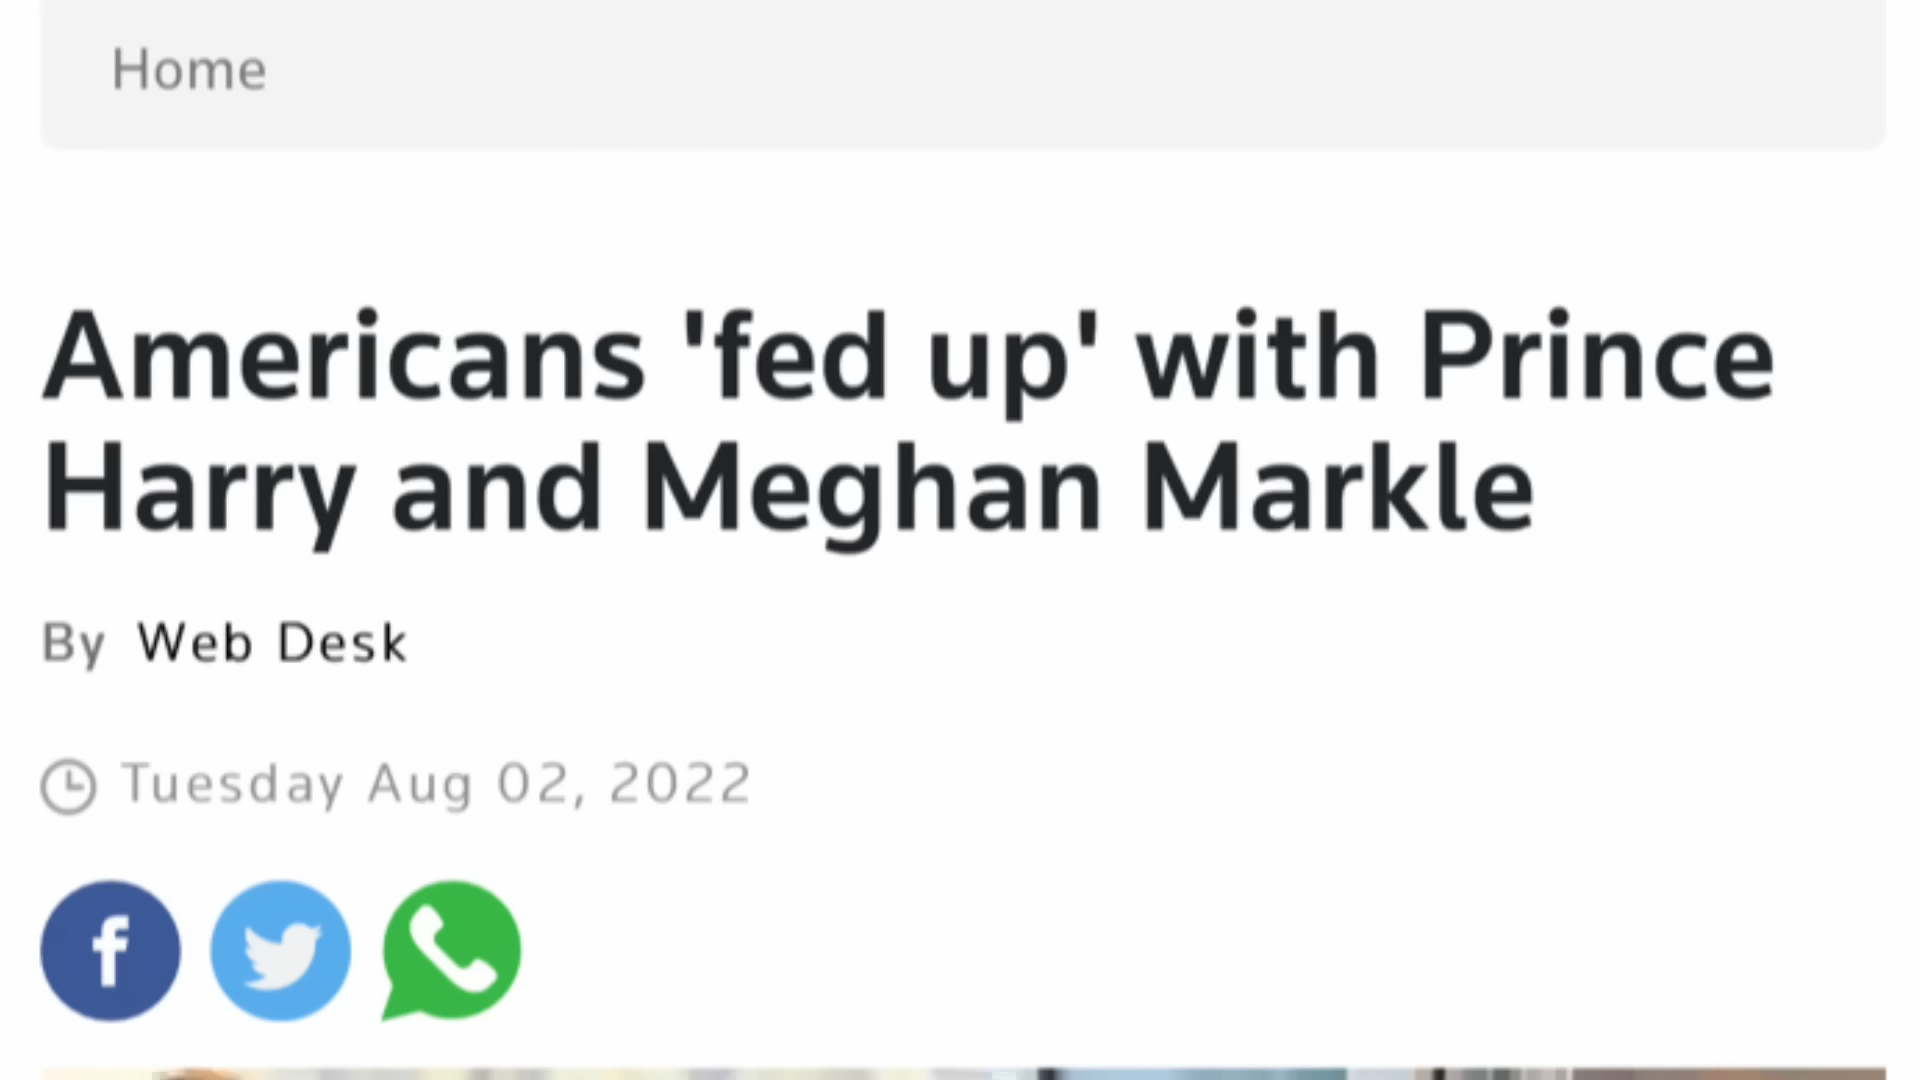 Home
Americans 'fed up' with Prince
Harry and Meghan Markle
By Web Desk
Tuesday Aug 02, 2022